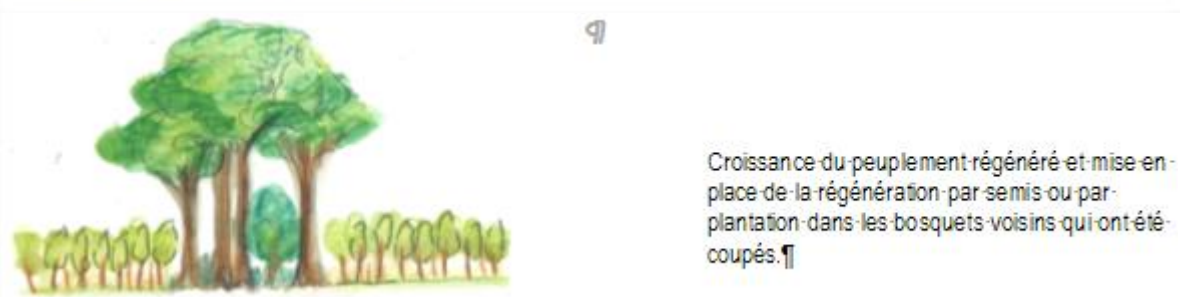 Croissance du peuplement régénéré et mise en
place de la régénération par semis ou par
plantation dans les bosquets voisins qui ont été
coupés.¶